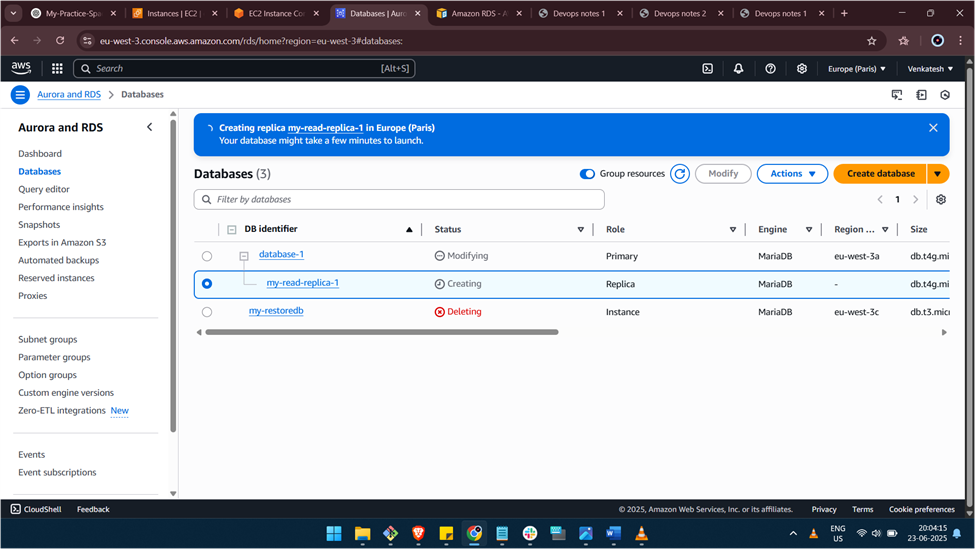 My-Practice-Spa
Instances | EC2 |
EC2 Instance Co
Databases | Auro
Amazon RDS - A
Devops notes 1
Devops notes 2
Devops notes 1
eu-west-3.console.aws.amazon.com/rds/home?region=eu-west-3#databases:
aws
Search
[Alt+S]
Europe (Paris)
Venkatesh
Aurora and RDS
Databases
Aurora and RDS
Dashboard
Databases
Query editor
Performance insights
Snapshots
Exports in Amazon S3
Automated backups
Reserved instances
Proxies
Subnet groups
Parameter groups
Option groups
Custom engine versions
Zero-ETL integrations New
Events
Event subscriptions
Creating replica my-read-replica-1 in Europe (Paris)
Your database might take a few minutes to launch.
Databases (3)
Group resources
Modify
Actions
Create database
Filter by databases
1
DB identifier Status Role Engine Region ... Size
database-1 Modifying Primary MariaDB eu-west-3a db.t4g.mi
my-read-replica-1 Creating Replica MariaDB - db.t4g.mi
my-restoredb Deleting Instance MariaDB eu-west-3c db.t3.micr
CloudShell Feedback © 2025, Amazon Web Services, Inc. or its affiliates. Privacy Terms Cookie preferences
ENG
US
20:04:15
23-06-2025